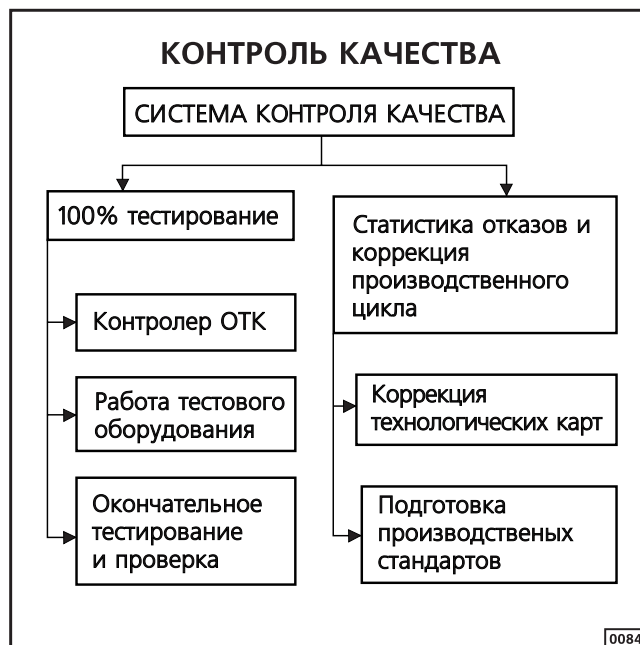 КОНТРОЛЬ КАЧЕСТВА
СИСТЕМА КОНТРОЛЯ КАЧЕСТВА
100% тестирование
Контролер ОТК
Работа тестового
оборудования
Окончательное
тестирование
и проверка
Статистика отказов и
коррекция
производственного
цикла
Коррекция
технологических карт
Подготовка
производственых
стандартов
0084